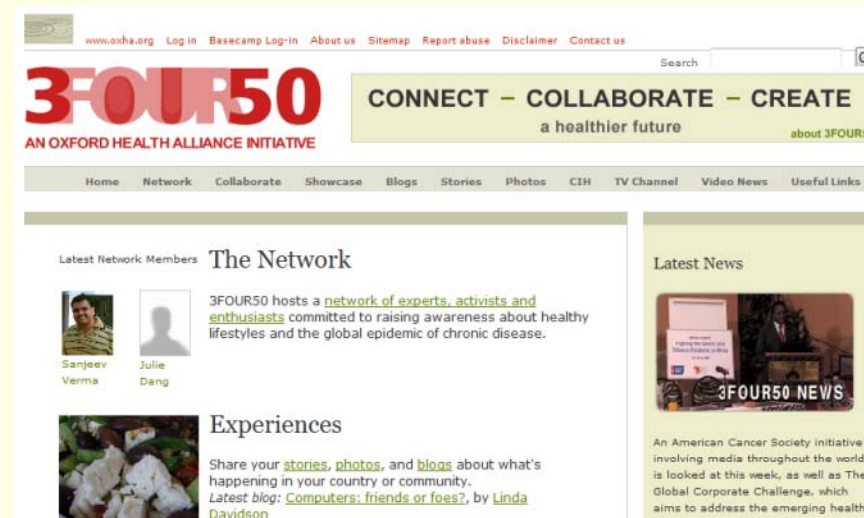 www.oxha.org Log in Basecamp Log-in About us Sitemap Report abuse Disclaimer Contact us
Search
3FOUR50
AN OXFORD HEALTH ALLIANCE INITIATIVE
CONNECT – COLLABORATE – CREATE
a healthier future
about 3FOUR5
Home Network Collaborate Showcase Blogs Stories Photos CIH TV Channel Video News Useful Links
Latest Network Members
Sanjeev
Verma
Julie
Dang
The Network
3FOUR50 hosts a network of experts, activists and
enthusiasts committed to raising awareness about healthy
lifestyles and the global epidemic of chronic disease.
Experiences
Share your stories, photos, and blogs about what's
happening in your country or community.
Latest blog: Computers: friends or foes?, by Linda
Davidson
Latest News
3FOUR50 NEWS
An American Cancer Society initiative
involving media throughout the world
is looked at this week, as well as The
Global Corporate Challenge, which
aims to address the emerging health